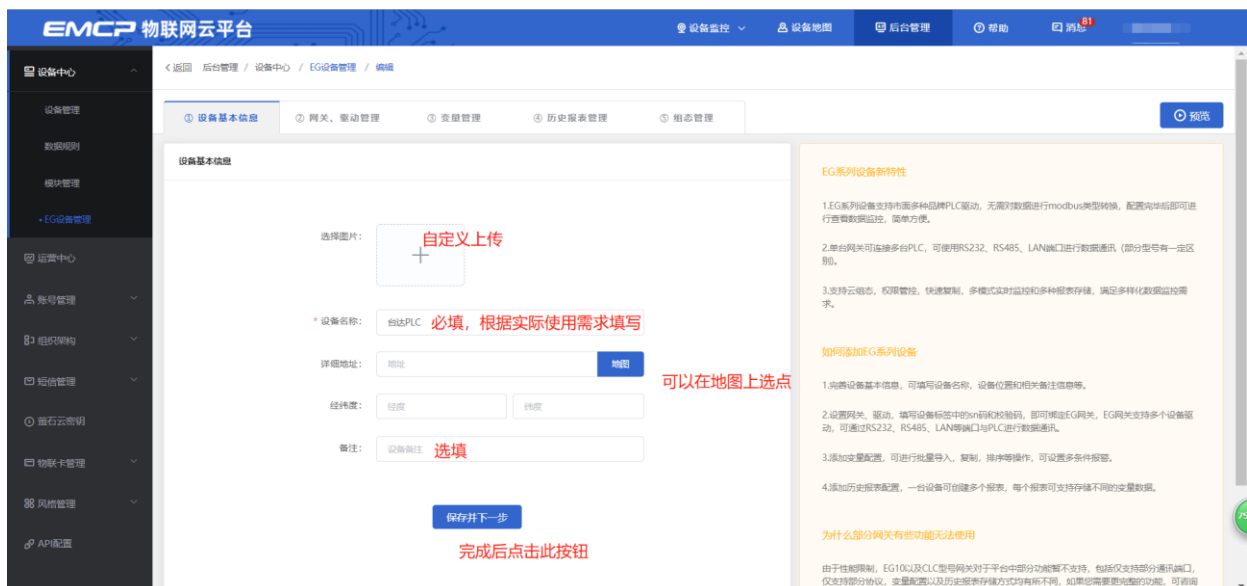 EMCP 物联网云平台
设备监控
设备地图
后台管理
帮助
消息
81
设备中心
设备管理
数据规则
模块管理
•EG设备管理
运营中心
账号管理
组织架构
短信管理
萤石云密钥
物联卡管理
风格管理
API配置
<返回 后台管理 / 设备中心 / EG设备管理 / 编辑
① 设备基本信息
② 网关、驱动管理
③ 变量管理
④ 历史报表管理
⑤ 组态管理
预览
设备基本信息
选择图片:
自定义上传
* 设备名称:
台达PLC
必填，根据实际使用需求填写
详细地址:
地址
地图
可以在地图上选点
经纬度:
经度
纬度
备注:
设备备注
选填
保存并下一步
完成后点击此按钮
EG系列设备新特性
1.EG系列设备支持市面多种品牌PLC驱动，无需对数据进行modbus类型转换，配置完毕后即可进
行查看数据监控，简单方便。
2.单台网关可连接多台PLC，可使用RS232、RS485、LAN端口进行数据通讯（部分型号有一定区
别)。
3.支持云组态，权限管控，快速复制，多模式实时监控和多种报表存储，满足多样化数据监控需
求。
如何添加EG系列设备
1.完善设备基本信息，可填写设备名称，设备位置和相关备注信息等。
2.设置网关、驱动，填写设备标签中的sn码和校验码，即可绑定EG网关，EG网关支持多个设备驱
动，可通过RS232、RS485、LAN等端口与PLC进行数据通讯。
3.添加变量配置，可进行批量导入，复制，排序等操作，可设置多条件报警。
4.添加历史报表配置，一台设备可创建多个报表，每个报表可支持存储不同的变量数据。
为什么部分网关有些功能无法使用
由于性能限制，EG10以及CLC型号网关对于平台中部分功能暂不支持，包括仅支持部分通讯端口，
仅支持部分协议，变量配置以及历史报表存储方式均有所不同，如果您需要更完整的功能，可咨询